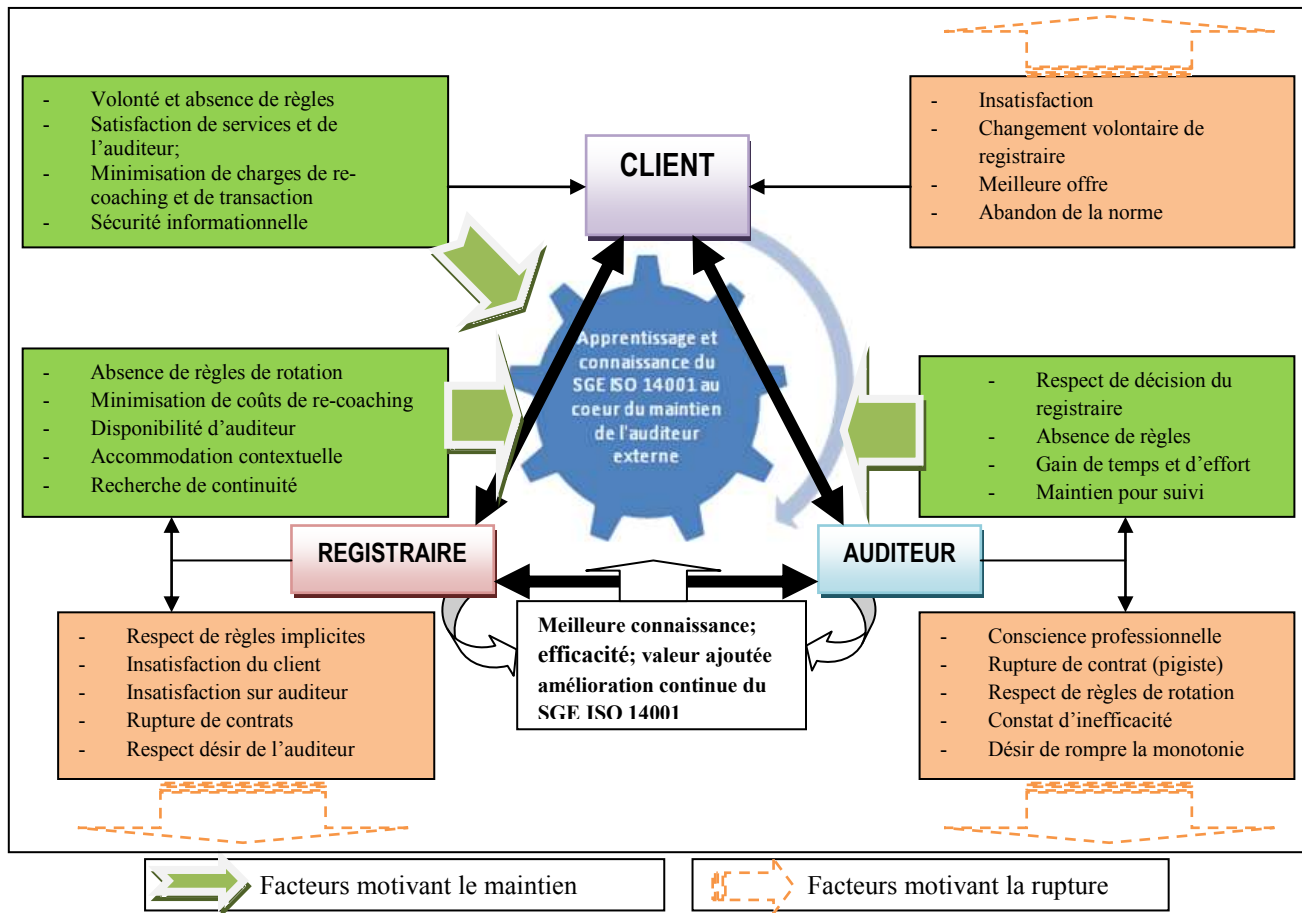 - Volonté et absence de règles
- Satisfaction de services et de
l'auditeur;
- Minimisation de charges de re-
coaching et de transaction
- Sécurité informationnelle
CLIENT
- Insatisfaction
- Changement volontaire de
registraire
- Meilleure offre
- Abandon de la norme
Apprentissage et
connaissance du
SGE ISO 14001 au
coeur du maintien
de l'auditeur
externe
- Absence de règles de rotation
- Minimisation de coûts de re-coaching
- Disponibilité d'auditeur
- Accommodation contextuelle
- Recherche de continuité
- Respect de décision du
registraire
- Absence de règles
- Gain de temps et d'effort
- Maintien pour suivi
REGISTRAIRE
AUDITEUR
Meilleure connaissance;
efficacité; valeur ajoutée
amélioration continue du
SGE ISO 14001
- Respect de règles implicites
- Insatisfaction du client
- Insatisfaction sur auditeur
- Rupture de contrats
- Respect désir de l'auditeur
- Conscience professionnelle
- Rupture de contrat (pigiste)
- Respect de règles de rotation
- Constat d'inefficacité
- Désir de rompre la monotonie
Facteurs motivant le maintien
Facteurs motivant la rupture